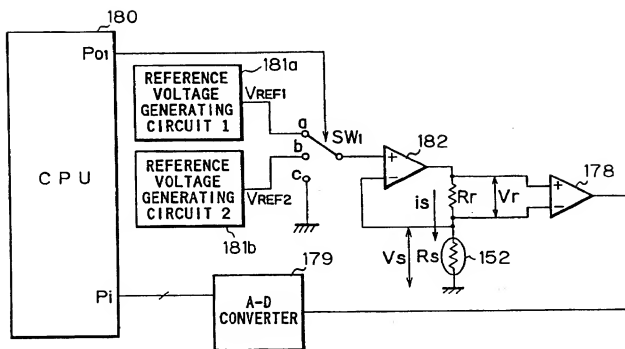 180
Po1
CPU
Pi
181a
REFERENCE
VOLTAGE
GENERATING
CIRCUIT 1
VREF1
REFERENCE
VOLTAGE
GENERATING
CIRCUIT 2
VREF2
181b
a
b
c
SW1
182
+
−
is
Rr
Vr
Vs
Rs
152
+
−
178
179
A-D
CONVERTER